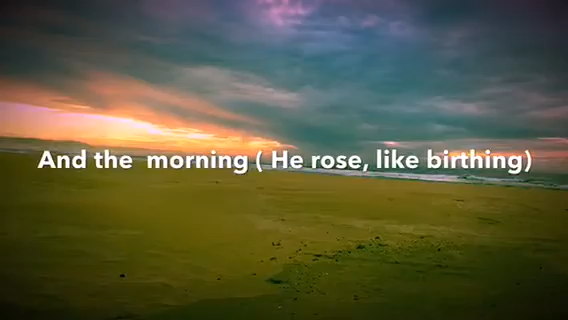 And the  morning ( He rose, like birthing)